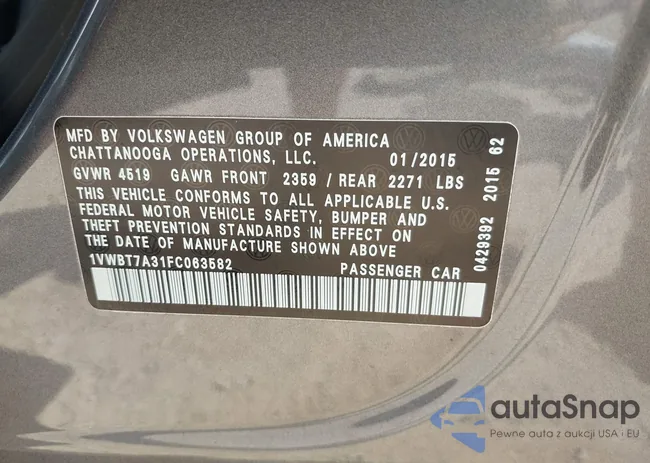 MFD BY VOLKSWAGEN GROUP OF AMERICA
CHATTANOOGA OPERATIONS, LLC. 01/2015
GVWR 4519 GAWR FRONT 2359 / REAR 2271 LBS
THIS VEHICLE CONFORMS TO ALL APPLICABLE U.S.
FEDERAL MOTOR VEHICLE SAFETY, BUMPER AND
THEFT PREVENTION STANDARDS IN EFFECT ON
THE DATE OF MANUFACTURE SHOWN ABOVE
1VWBT7A31FC063582 PASSENGER CAR
0429392 2015 62
autaSnap
Pewne auta z aukcji USA · EU